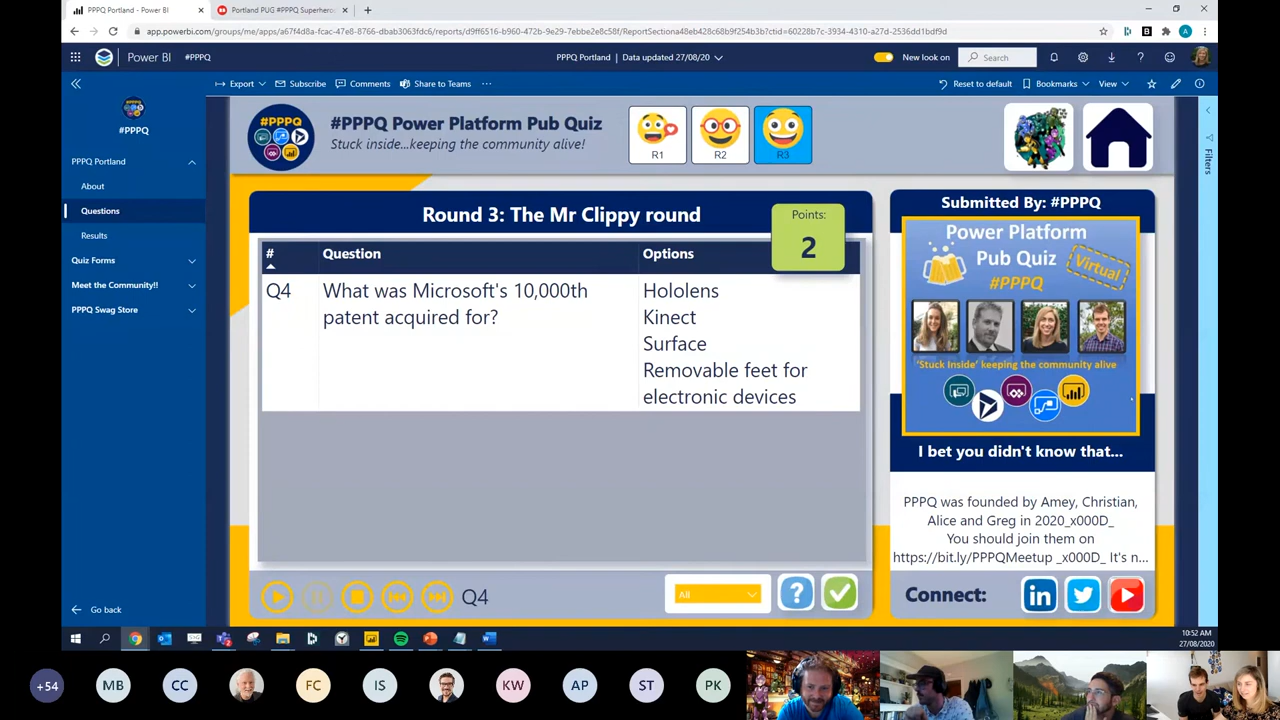 PPPQ Portland - Power BI
Portland PUG #PPPQ Superhero
app.powerbi.com/groups/me/apps/a67f4d8a-fcac-47e8-8766-dbab3063fdc6/reports/d9ff6516-b960-472b-9e29-7ebbe2e8c58f/ReportSectiona48eb428c68b9f254b3b?ctid=60228b7c-3934-4310-a27d-2536dd1bdf9d
Power BI #PPPQ
PPPQ Portland | Data updated 27/08/20
New look on
Search
Export
Subscribe
Comments
Share to Teams
Reset to default
Bookmarks
View
#PPPQ
PPPQ Portland
About
Questions
Results
Quiz Forms
Meet the Community!!
PPPQ Swag Store
Go back
#PPPQ
#PPPQ Power Platform Pub Quiz
Stuck inside...keeping the community alive!
R1
R2
R3
Filters
Round 3: The Mr Clippy round
Points:
2
# Question Options
Q4 What was Microsoft's 10,000th
patent acquired for?
Hololens
Kinect
Surface
Removable feet for
electronic devices
Q4
All
?
Submitted By: #PPPQ
Power Platform
Pub Quiz
#PPPQ
Virtual
'Stuck Inside' keeping the community alive
I bet you didn't know that...
PPPQ was founded by Amey, Christian,
Alice and Greg in 2020_x000D_
You should join them on
https://bit.ly/PPPQMeetup _x000D_ It's n...
Connect:
in
10:52 AM
27/08/2020
+54
MB
CC
FC
IS
KW
AP
ST
PK